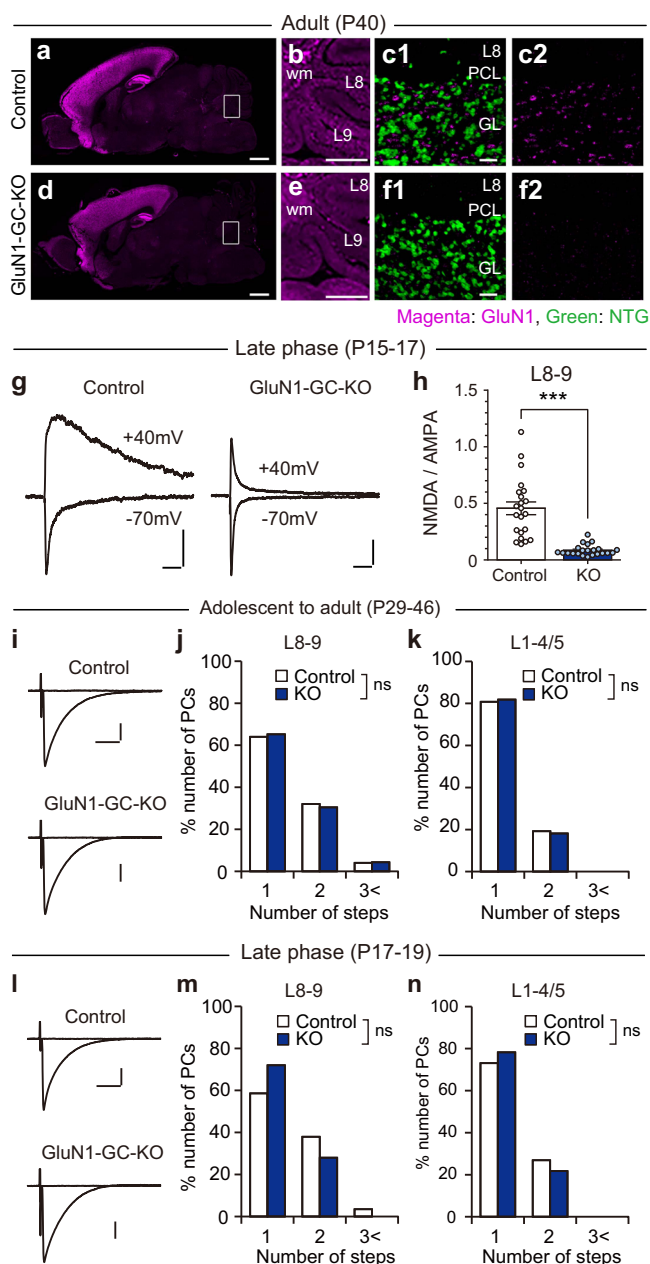 Adult (P40)
Control
a
b
wm
L8
L9
c1
L8
PCL
GL
c2
GluN1-GC-KO
d
e
L8
wm
L9
f1
L8
PCL
GL
f2
Magenta: GluN1, Green: NTG
Late phase (P15-17)
g
Control
GluN1-GC-KO
+40mV
-70mV
+40mV
-70mV
h
L8-9
***
NMDA / AMPA
1.5
1.0
0.5
0
Control
KO
Adolescent to adult (P29-46)
i
Control
GluN1-GC-KO
j
L8-9
Control
KO
ns
% number of PCs
100
80
60
40
20
0
1 2 3<
Number of steps
k
L1-4/5
Control
KO
ns
% number of PCs
100
80
60
40
20
0
1 2 3<
Number of steps
Late phase (P17-19)
l
Control
GluN1-GC-KO
m
L8-9
Control
KO
ns
% number of PCs
100
80
60
40
20
0
1 2 3<
Number of steps
n
L1-4/5
Control
KO
ns
% number of PCs
100
80
60
40
20
0
1 2 3<
Number of steps